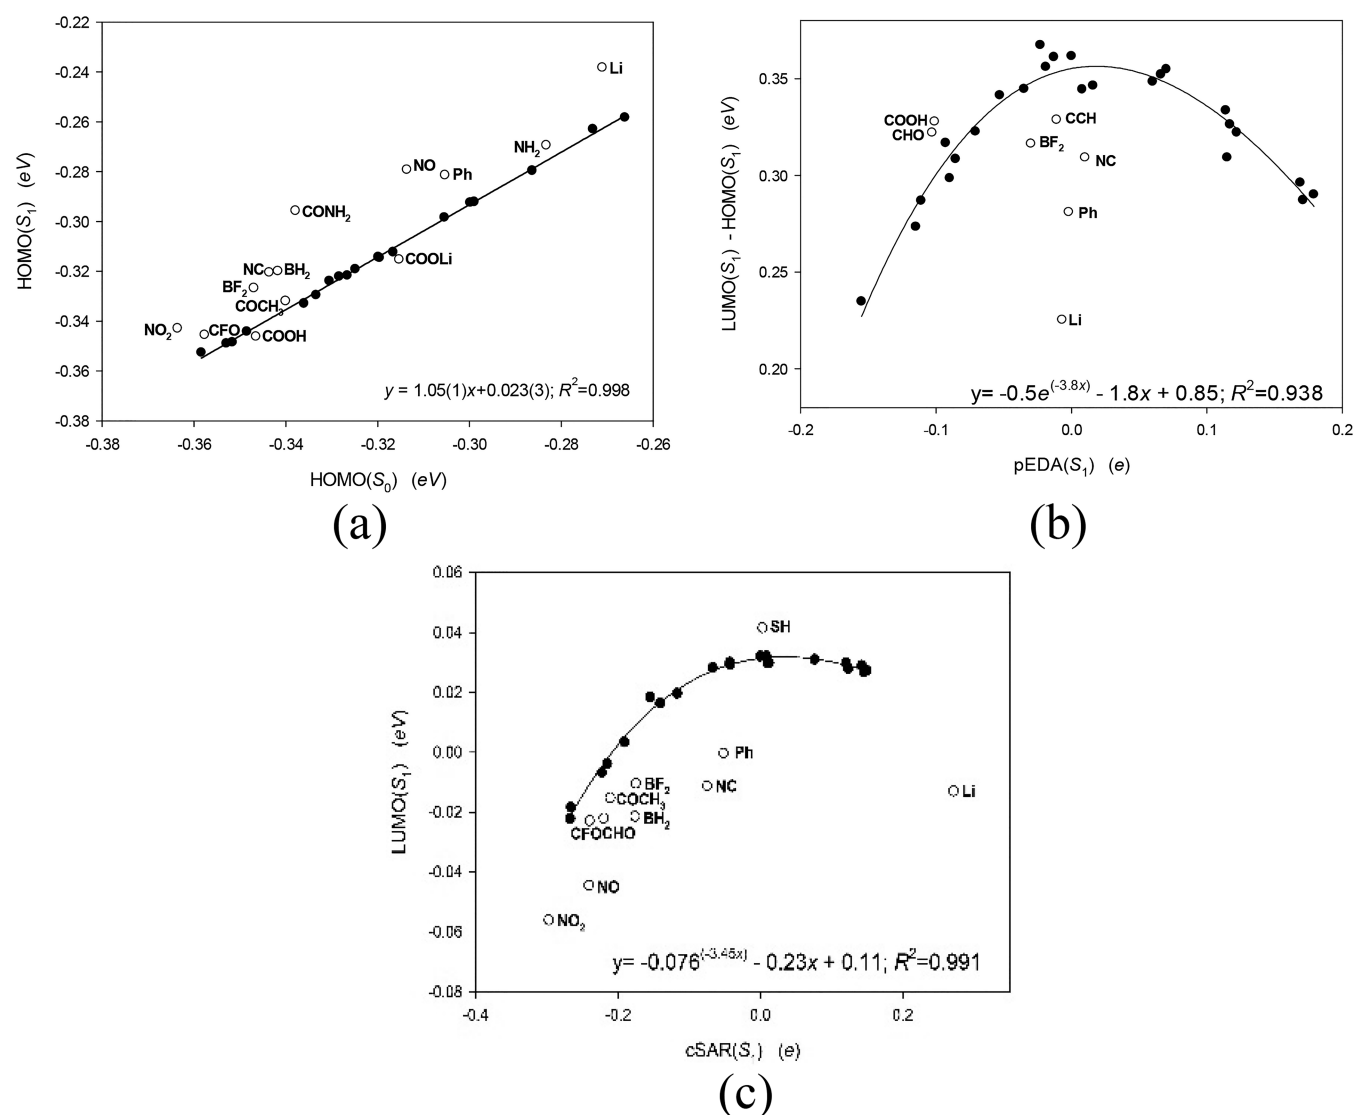 -0.22
-0.24
-0.26
-0.28
-0.30
-0.32
-0.34
-0.36
-0.38
HOMO(S₁) (eV)
Li
NH₂
NO
Ph
CONH₂
NC
BH₂
COOLi
BF₂
COCH₃
NO₂
CFO
COOH
y = 1.05(1)x+0.023(3); R²=0.998
-0.38
-0.36
-0.34
-0.32
-0.30
-0.28
-0.26
HOMO(S₀) (eV)
(a)
0.35
0.30
0.25
0.20
LUMO(S₁) - HOMO(S₁) (eV)
COOH
CHO
CCH
BF₂
NC
Ph
Li
y= -0.5e^(-3.8x) - 1.8x + 0.85; R²=0.938
-0.2
-0.1
0.0
0.1
0.2
pEDA(S₁) (e)
(b)
0.06
0.04
0.02
0.00
-0.02
-0.04
-0.06
-0.08
LUMO(S₁) (eV)
SH
Ph
BF₂
NC
Li
COCH₃
BH₂
CFO
CHO
NO
NO₂
y= -0.076^(-3.45x) - 0.23x + 0.11; R²=0.991
-0.4
-0.2
0.0
0.2
cSAR(S₁) (e)
(c)